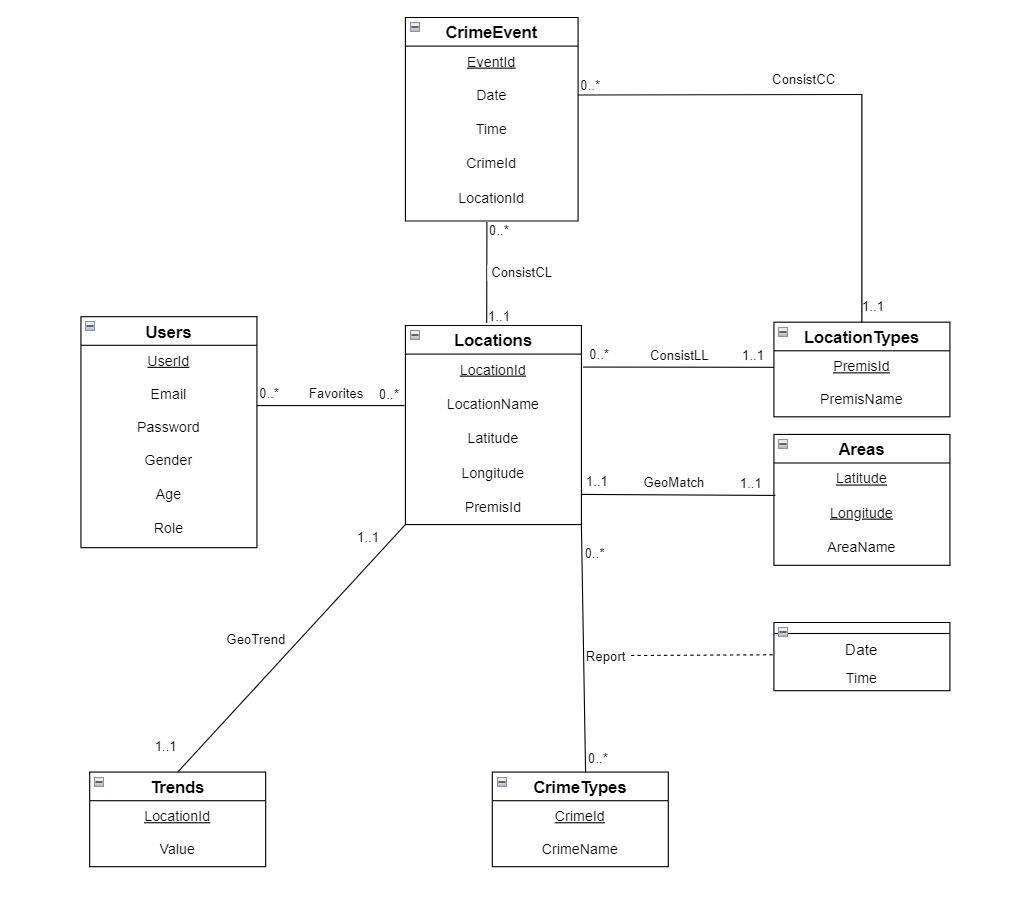 CrimeEvent
EventId
Date
Time
CrimeId
LocationId
0..*
ConsistCC
1..1
0..*
ConsistCL
1..1
Users
UserId
Email
Password
Gender
Age
Role
0..*
Favorites
0..*
Locations
LocationId
LocationName
Latitude
Longitude
PremisId
0..*
ConsistLL
1..1
LocationTypes
PremisId
PremisName
1..1
GeoMatch
1..1
Areas
Latitude
Longitude
AreaName
1..1
GeoTrend
1..1
0..*
Report
0..*
Date
Time
Trends
LocationId
Value
CrimeTypes
CrimeId
CrimeName